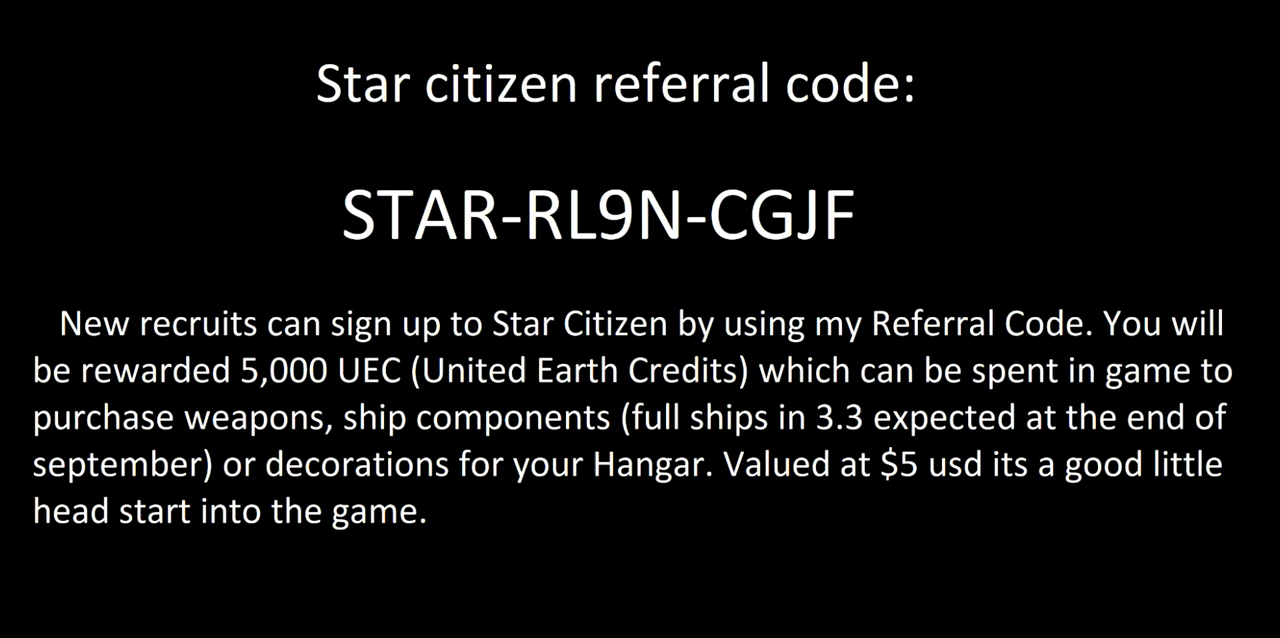 Star citizen referral code:
STAR-RL9N-CGJF
New recruits can sign up to Star Citizen by using my Referral Code. You will
be rewarded 5,000 UEC (United Earth Credits) which can be spent in game to
purchase weapons, ship components (full ships in 3.3 expected at the end of
september) or decorations for your Hangar. Valued at $5 usd its a good little
head start into the game.